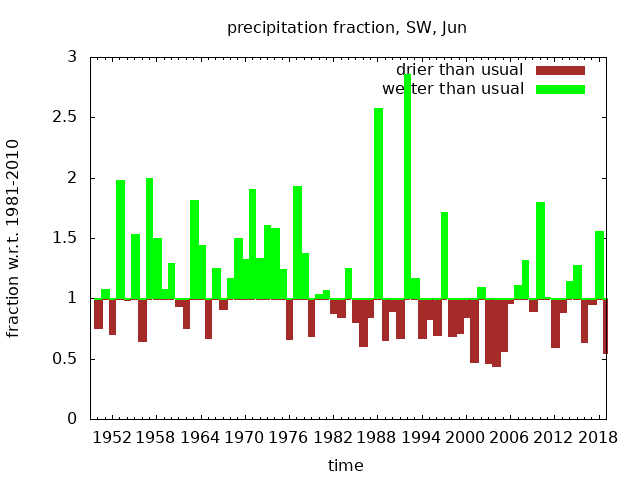 precipitation fraction, SW, Jun
fraction w.r.t. 1981-2010
3
2.5
2
1.5
1
0.5
0
drier than usual
wetter than usual
1952 1958 1964 1970 1976 1982 1988 1994 2000 2006 2012 2018
time